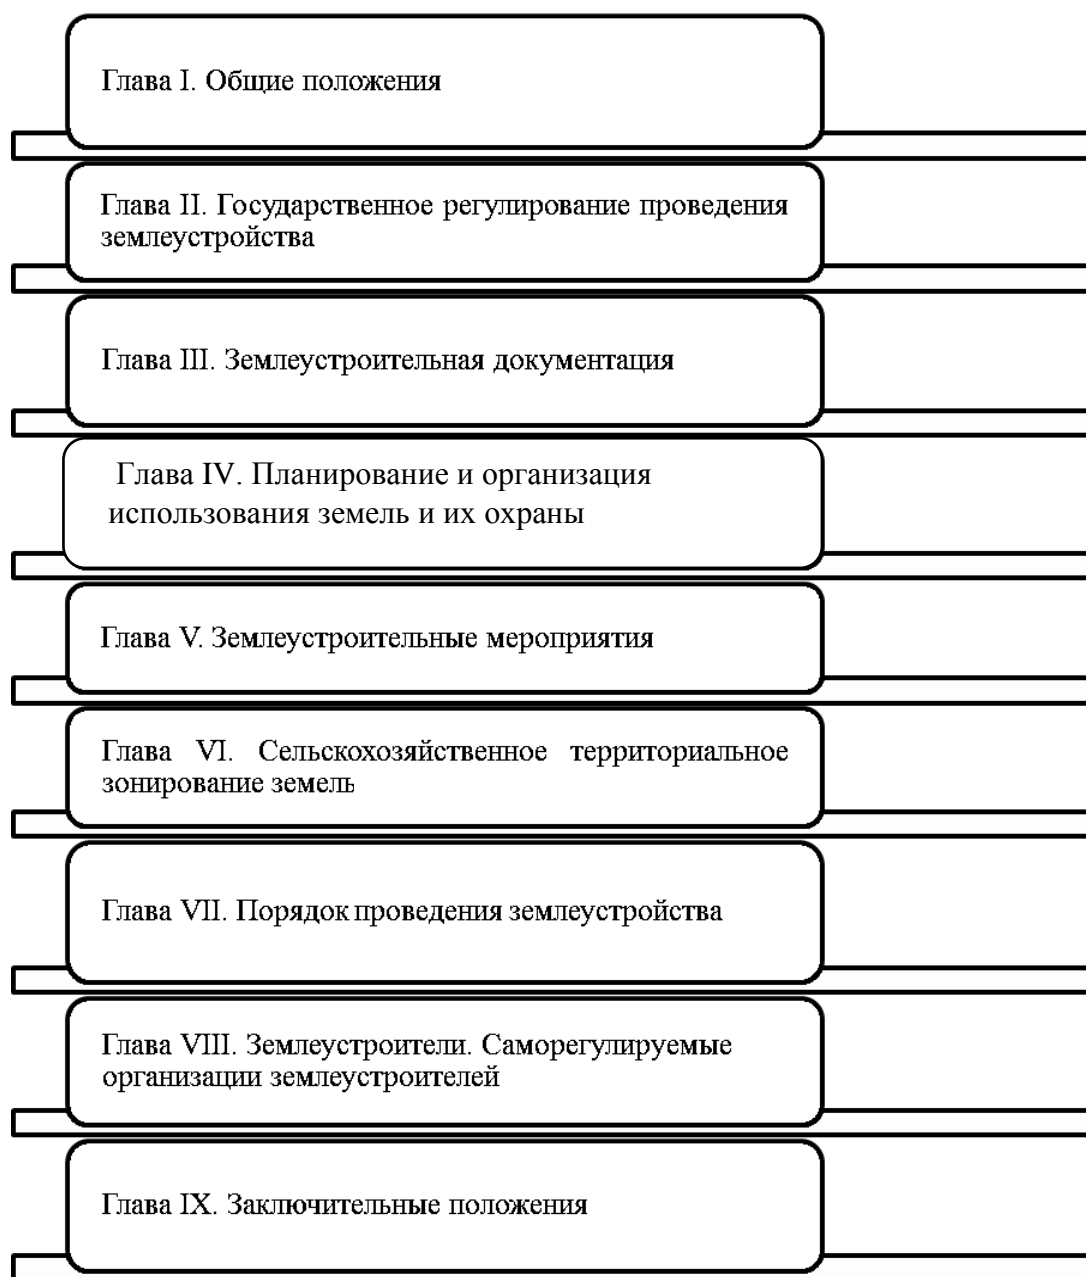 Глава I. Общие положения
Глава II. Государственное регулирование проведения
землеустройства
Глава III. Землеустроительная документация
Глава IV. Планирование и организация
использования земель и их охраны
Глава V. Землеустроительные мероприятия
Глава VI. Сельскохозяйственное территориальное
зонирование земель
Глава VII. Порядок проведения землеустройства
Глава VIII. Землеустроители. Саморегулируемые
организации землеустроителей
Глава IX. Заключительные положения